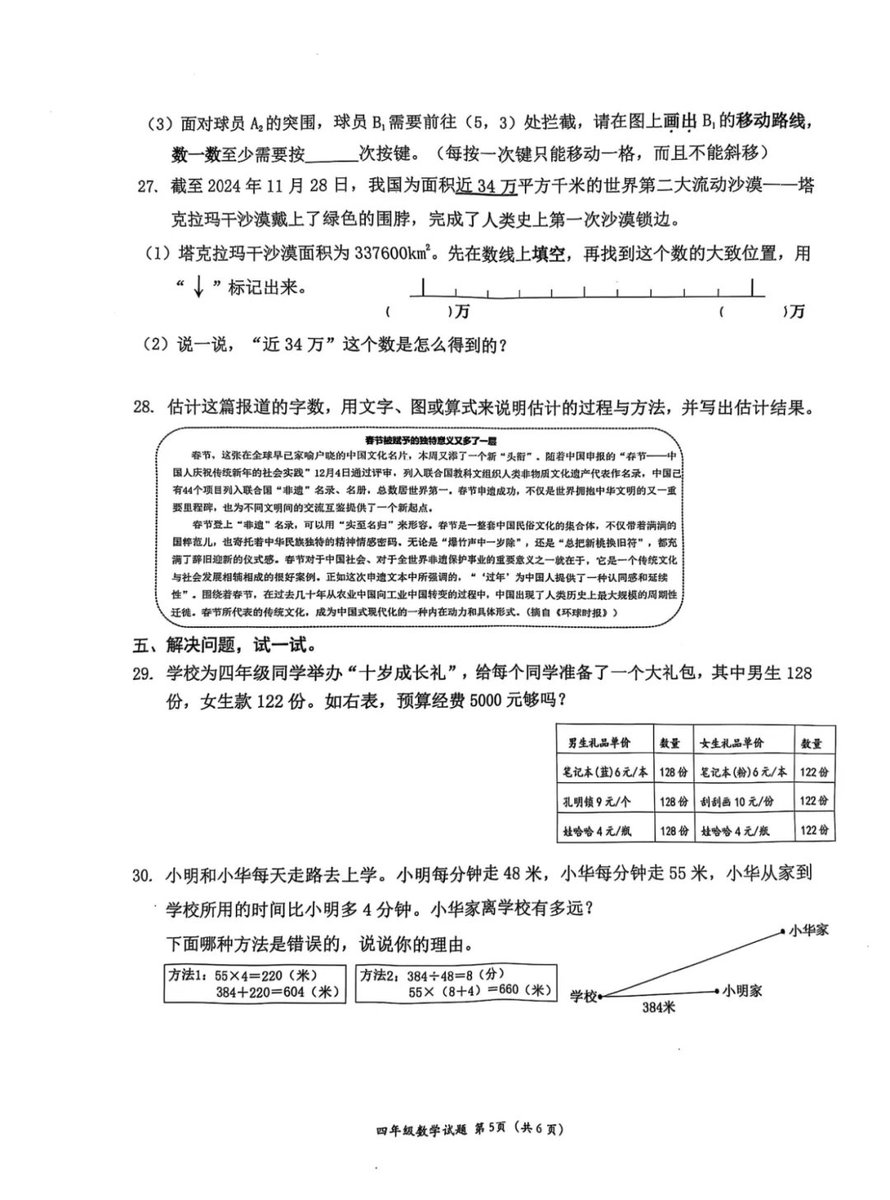 （3）面对球员 A₂的突围，球员 B₁需要前往（5，3）处拦截，请在图上画出 B₁的移动路线，
数一数至少需要按______次按键。（每按一次键只能移动一格，而且不能斜移）
27. 截至 2024 年 11 月 28 日，我国为面积近 34 万平方千米的世界第二大流动沙漠——塔
克拉玛干沙漠戴上了绿色的围脖，完成了人类史上第一次沙漠锁边。
（1）塔克拉玛干沙漠面积为 337600km²。先在数线上填空，再找到这个数的大致位置，用
“ ↓ ”标记出来。
（ ）万 （ ）万
（2）说一说，“近 34 万”这个数是怎么得到的？
28. 估计这篇报道的字数，用文字、图或算式来说明估计的过程与方法，并写出估计结果。
春节被赋予的独特意义又多了一层
春节，这张在全球早已家喻户晓的中国文化名片，本周又添了一个新“头衔”。随着中国申报的“春节——中
国人庆祝传统新年的社会实践”12月4日通过评审，列入联合国教科文组织人类非物质文化遗产代表作名录，中国已
有44个项目列入联合国“非遗”名录、名册，总数居世界第一。春节申遗成功，不仅是世界拥抱中华文明的又一重
要里程碑，也为不同文明间的交流互鉴提供了一个新起点。
春节登上“非遗”名录，可以用“实至名归”来形容。春节是一整套中国民俗文化的集合体，不仅带着满满的
国粹范儿，也寄托着中华民族独特的精神情感密码。无论是“爆竹声中一岁除”，还是“总把新桃换旧符”，都充
满了辞旧迎新的仪式感。春节对于中国社会、对于全世界非遗保护事业的重要意义之一就在于，它是一个传统文化
与社会发展相辅相成的很好案例。正如这次申遗文本中所强调的，“‘过年’为中国人提供了一种认同感和延续
性”。围绕着春节，在过去几十年从农业中国向工业中国转变的过程中，中国出现了人类历史上最大规模的周期性
迁徙。春节所代表的传统文化，成为中国式现代化的一种内在动力和具体形式。（摘自《环球时报》）
五、解决问题，试一试。
29. 学校为四年级同学举办“十岁成长礼”，给每个同学准备了一个大礼包，其中男生 128
份，女生款 122 份。如右表，预算经费 5000 元够吗？
男生礼品单价 数量 女生礼品单价 数量
笔记本(蓝)6元/本 128份 笔记本(粉)6元/本 122份
孔明锁9元/个 128份 刮刮画10元/份 122份
娃哈哈4元/瓶 128份 娃哈哈4元/瓶 122份
30. 小明和小华每天走路去上学。小明每分钟走 48 米，小华每分钟走 55 米，小华从家到
学校所用的时间比小明多 4 分钟。小华家离学校有多远？
下面哪种方法是错误的，说说你的理由。
方法1：55×4＝220（米）
384＋220＝604（米）
方法2：384÷48＝8（分）
55×（8+4）＝660（米）
小华家
学校
小明家
384米
四年级数学试题 第5页（共6页）